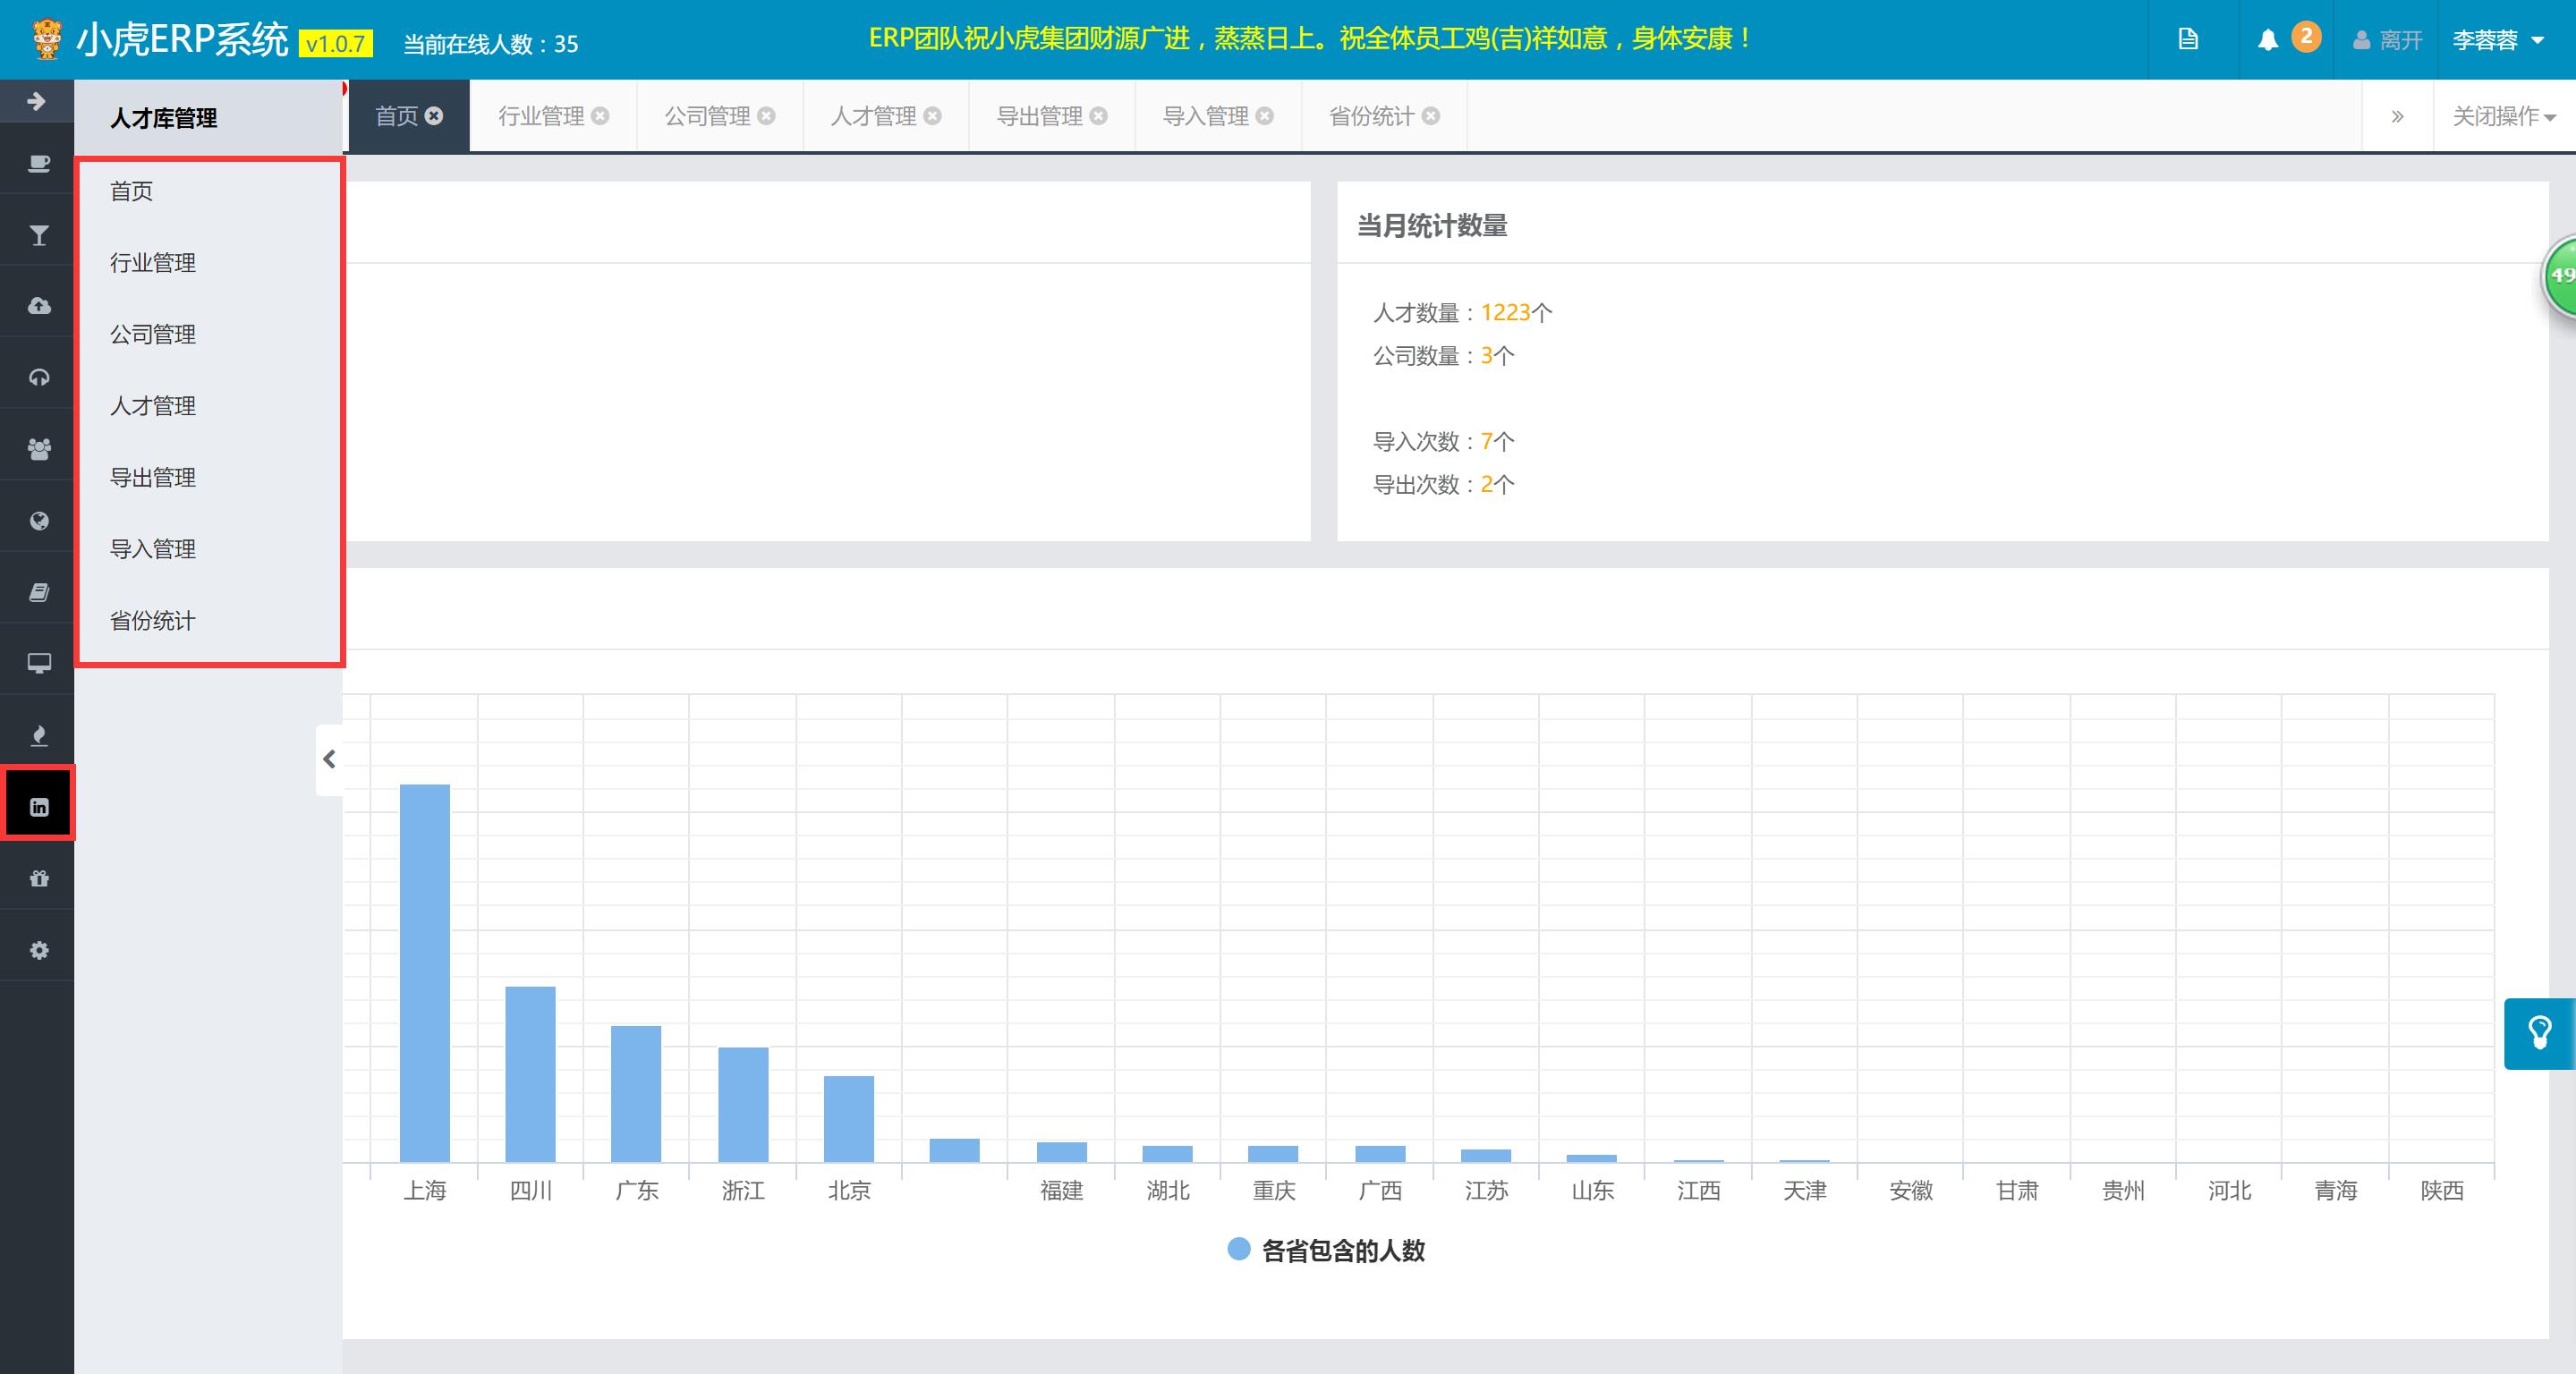 小虎ERP系统 v1.0.7 当前在线人数：35 ERP团队祝小虎集团财源广进，蒸蒸日上。祝全体员工鸡(吉)祥如意，身体安康！ 2 离开 李蓉蓉
人才库管理
首页 行业管理 公司管理 人才管理 导出管理 导入管理 省份统计 » 关闭操作
首页
行业管理
公司管理
人才管理
导出管理
导入管理
省份统计
当月统计数量
人才数量：1223个
公司数量：3个
导入次数：7个
导出次数：2个
49
in
上海 四川 广东 浙江 北京 福建 湖北 重庆 广西 江苏 山东 江西 天津 安徽 甘肃 贵州 河北 青海 陕西
各省包含的人数